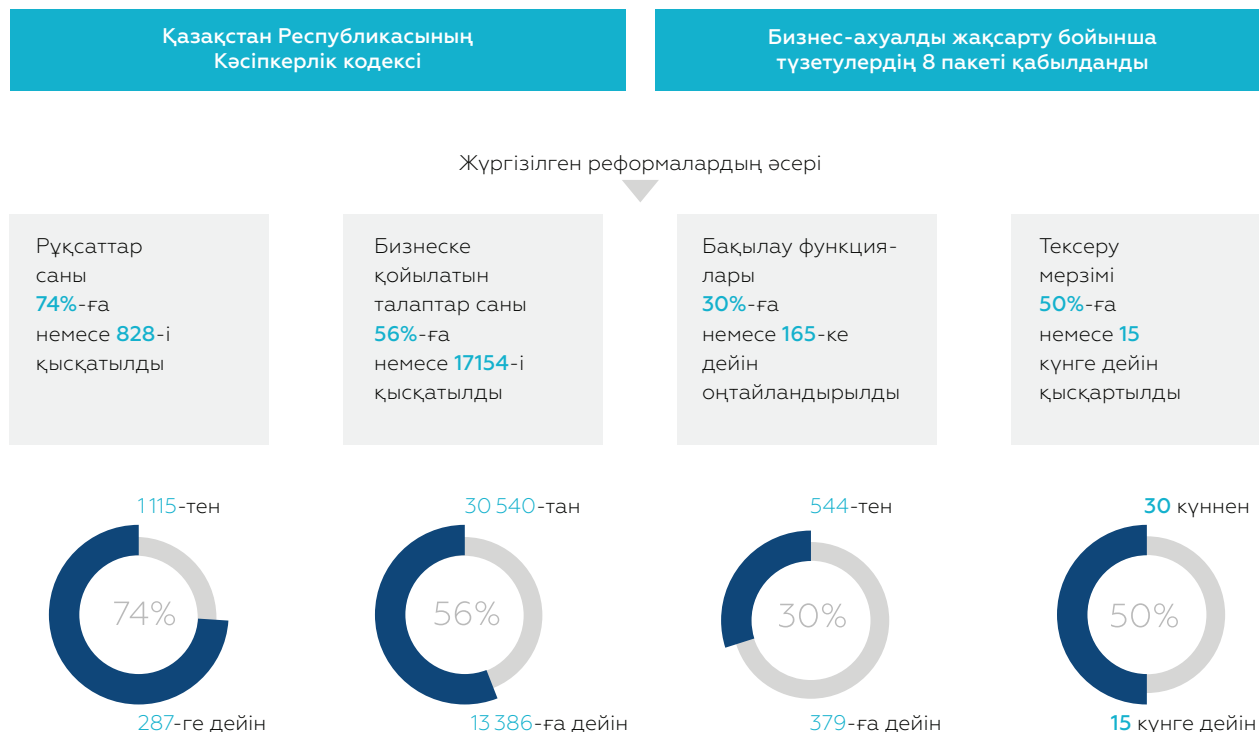 Қазақстан Республикасының
Кәсіпкерлік кодексі
Бизнес-ахуалды жақсарту бойынша
түзетулердің 8 пакеті қабылданды
Жүргізілген реформалардың әсері
Рұқсаттар
саны
74%-ға
немесе 828-і
қысқатылды
Бизнеске
қойылатын
талаптар саны
56%-ға
немесе 17154-і
қысқатылды
Бақылау функция-
лары
30%-ға
немесе 165-ке
дейін
оңтайландырылды
Тексеру
мерзімі
50%-ға
немесе 15
күнге дейін
қысқартылды
1 115-тен
74%
287-ге дейін
30 540-тан
56%
13 386-ға дейін
544-тен
30%
379-ға дейін
30 күннен
50%
15 күнге дейін